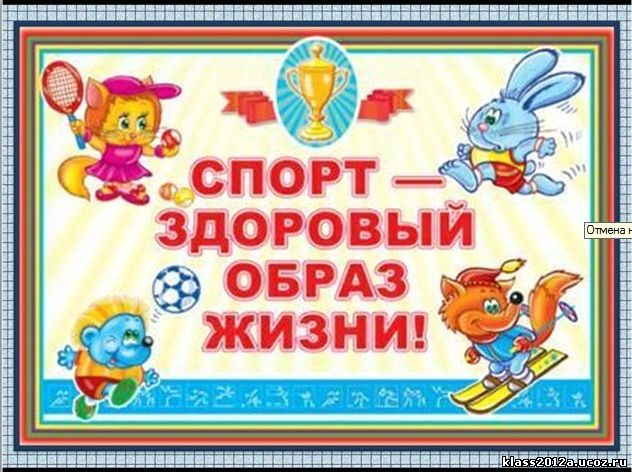 СПОРТ —
ЗДОРОВЫЙ
ОБРАЗ
ЖИЗНИ!
Отмена
klass2012a.ucoz.ru